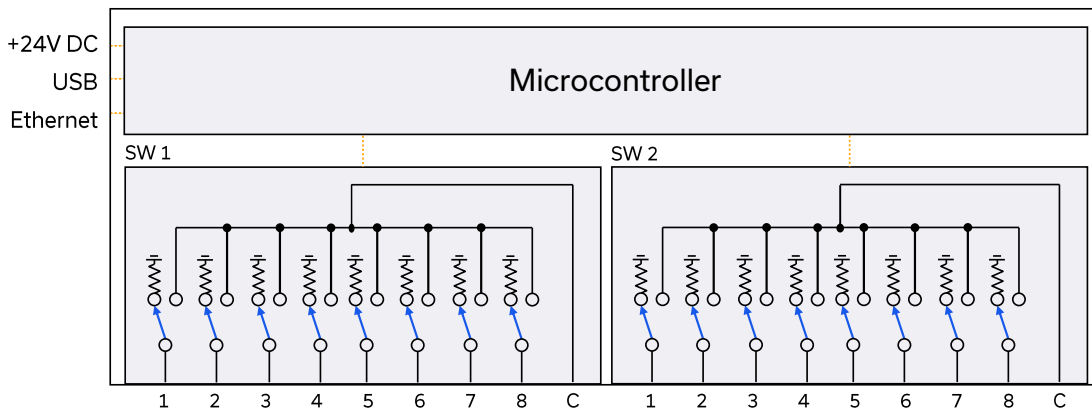 +24V DC
USB
Ethernet
Microcontroller
SW 1
SW 2
1 2 3 4 5 6 7 8 C
1 2 3 4 5 6 7 8 C